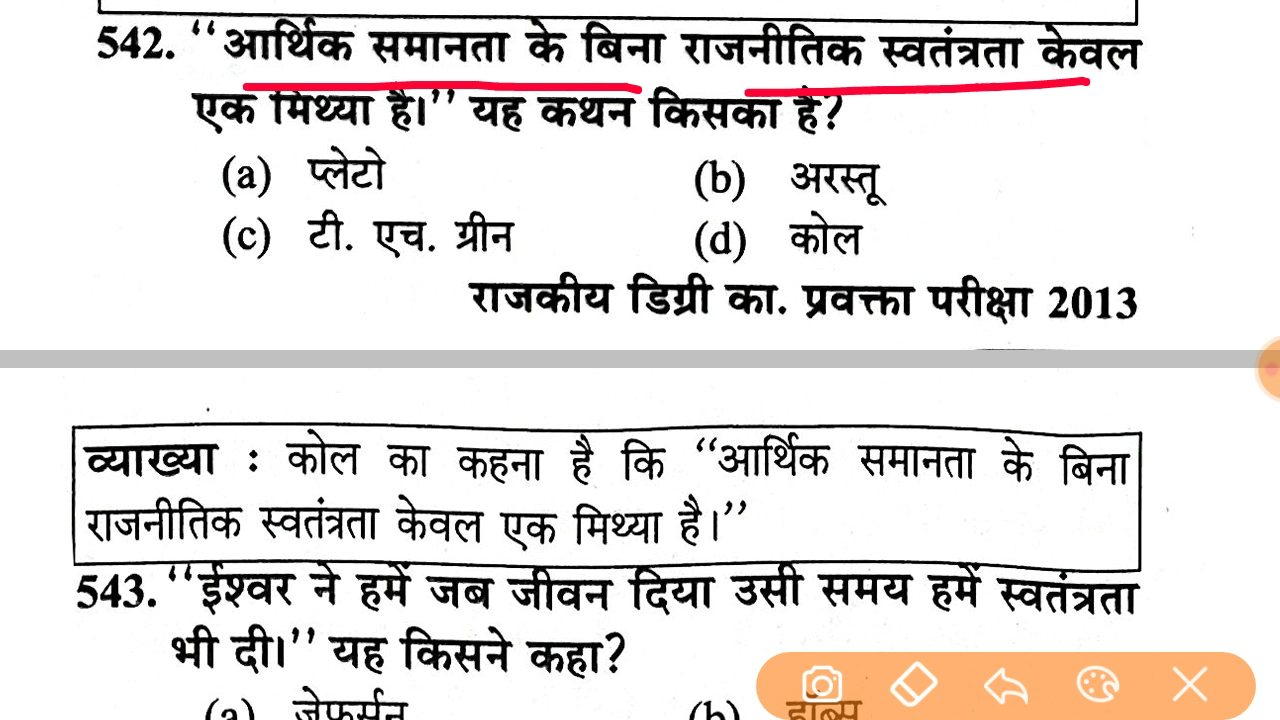 542. “आर्थिक समानता के बिना राजनीतिक स्वतंत्रता केवल
एक मिथ्या है।” यह कथन किसका है?
(a) प्लेटो (b) अरस्तू
(c) टी. एच. ग्रीन (d) कोल
राजकीय डिग्री का. प्रवक्ता परीक्षा 2013
व्याख्या : कोल का कहना है कि “आर्थिक समानता के बिना
राजनीतिक स्वतंत्रता केवल एक मिथ्या है।”
543. “ईश्वर ने हमें जब जीवन दिया उसी समय हमें स्वतंत्रता
भी दी।” यह किसने कहा?
(a) जेफर्सन (b) हॉब्स